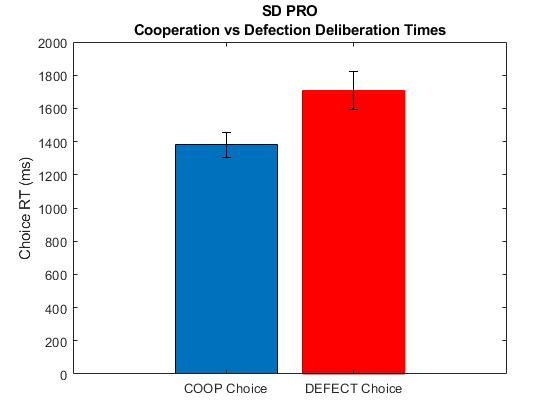 SD PRO
Cooperation vs Defection Deliberation Times
2000
1800
1600
1400
1200
1000
800
600
400
200
0
Choice RT (ms)
COOP Choice DEFECT Choice